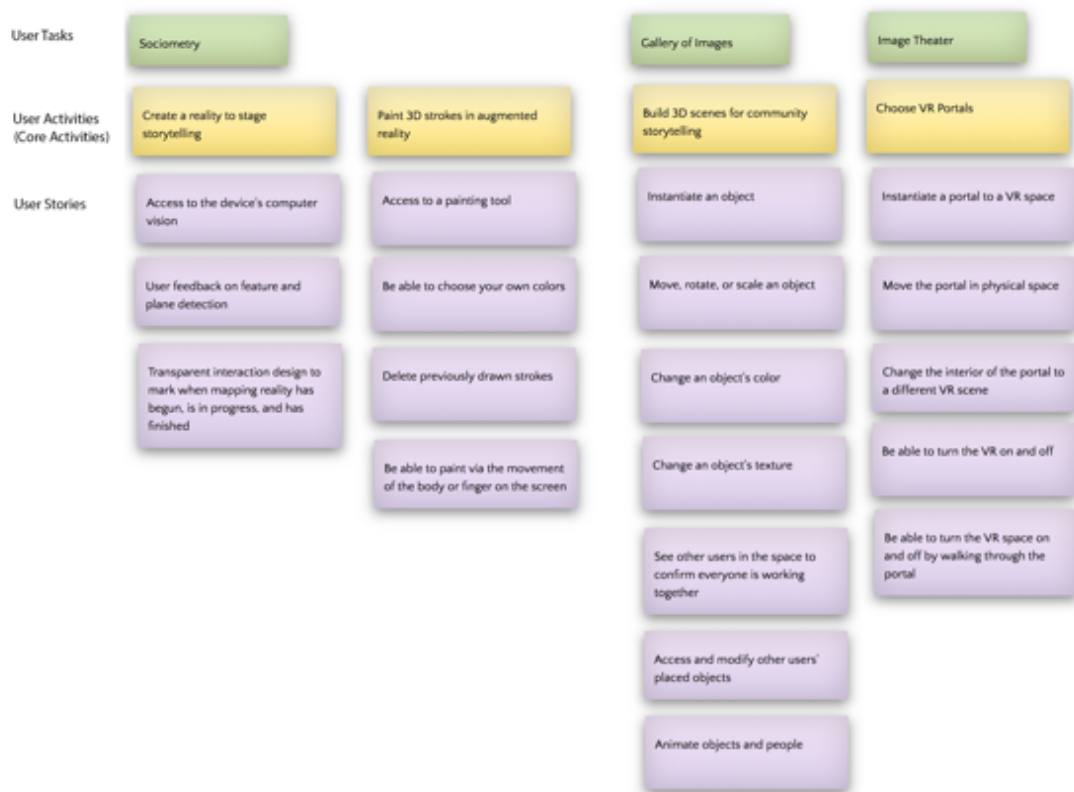 User Tasks
Sociometry
Gallery of Images
Image Theater
User Activities
(Core Activities)
Create a reality to stage
storytelling
Paint 3D strokes in augmented
reality
Build 3D scenes for community
storytelling
Choose VR Portals
User Stories
Access to the device's computer
vision
User feedback on feature and
plane detection
Transparent interaction design to
mark when mapping reality has
begun, is in progress, and has
finished
Access to a painting tool
Be able to choose your own colors
Delete previously drawn strokes
Be able to paint via the movement
of the body or finger on the screen
Instantiate an object
Move, rotate, or scale an object
Change an object's color
Change an object's texture
See other users in the space to
confirm everyone is working
together
Access and modify other users'
placed objects
Animate objects and people
Instantiate a portal to a VR space
Move the portal in physical space
Change the interior of the portal to
a different VR scene
Be able to turn the VR on and off
Be able to turn the VR space on
and off by walking through the
portal